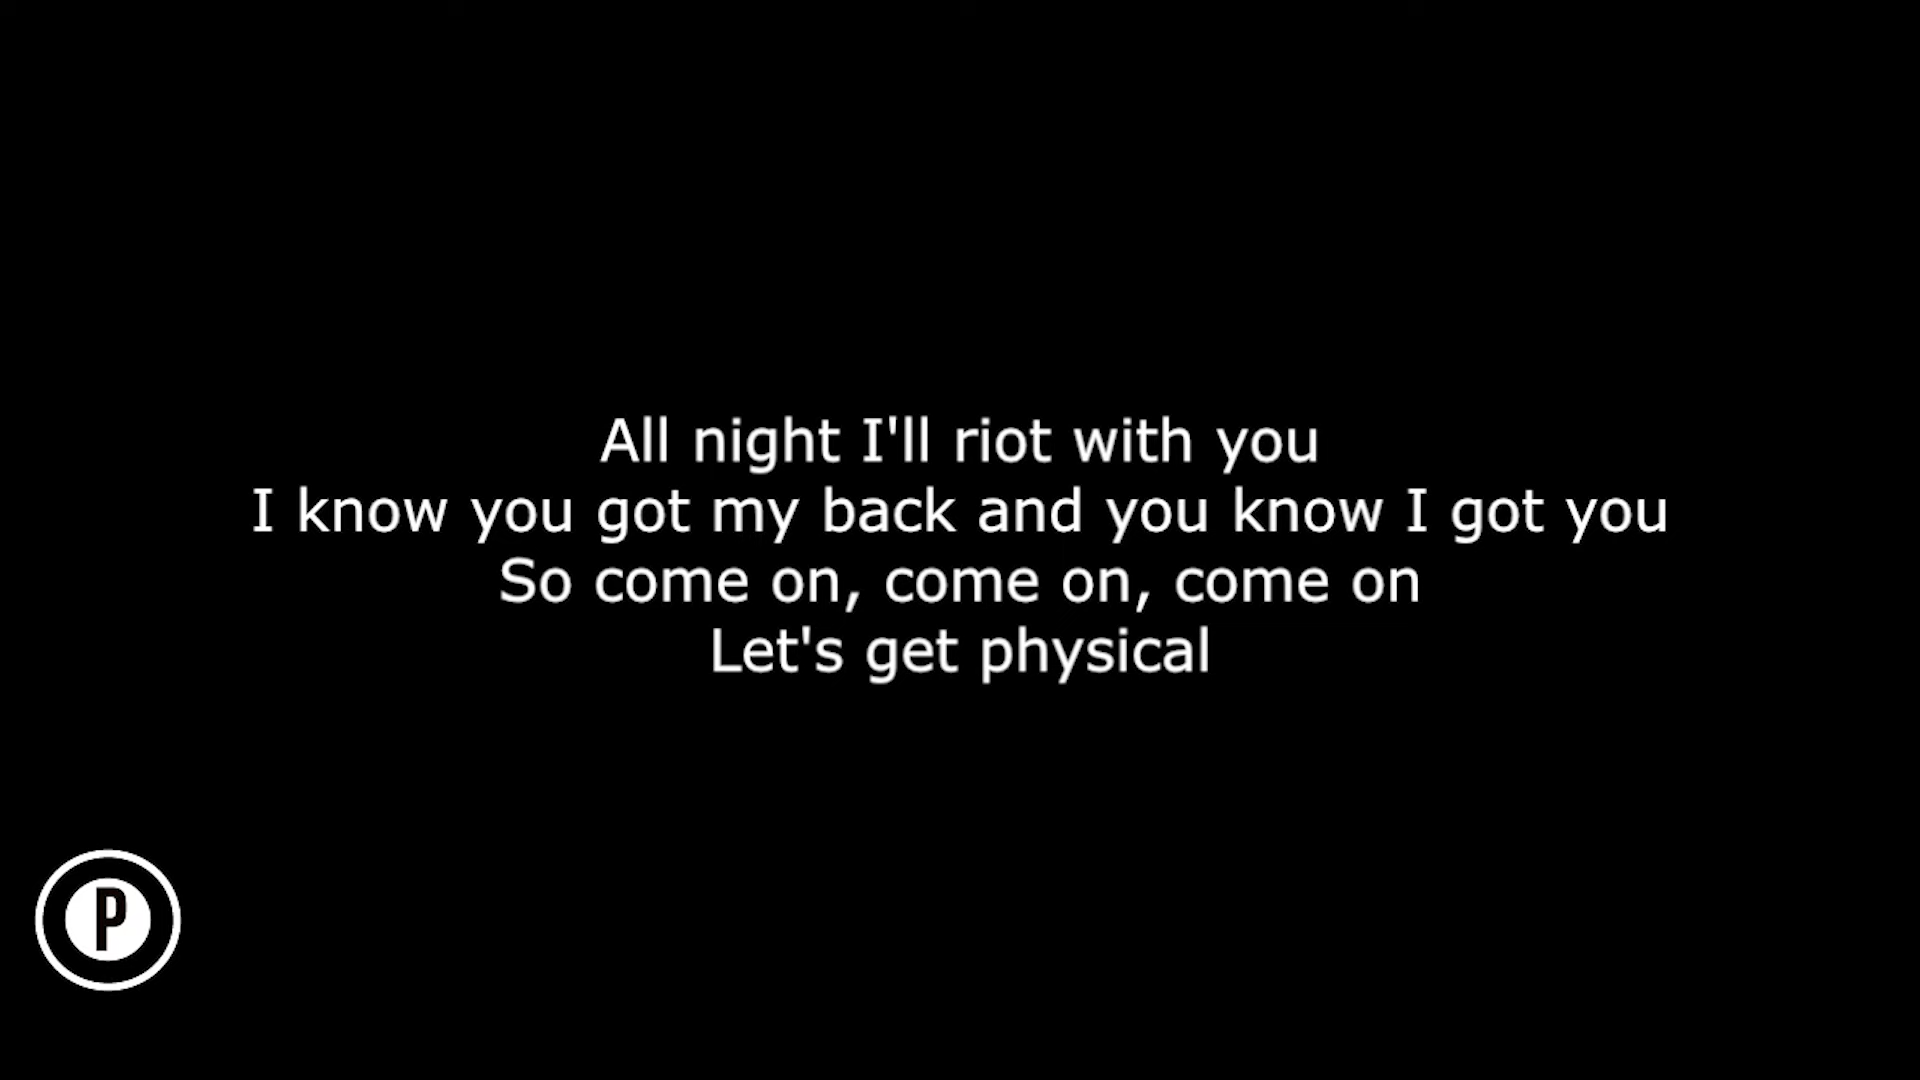 All night I'll riot with you
I know you got my back and you know I got you
So come on, come on, come on
Let's get physical
P